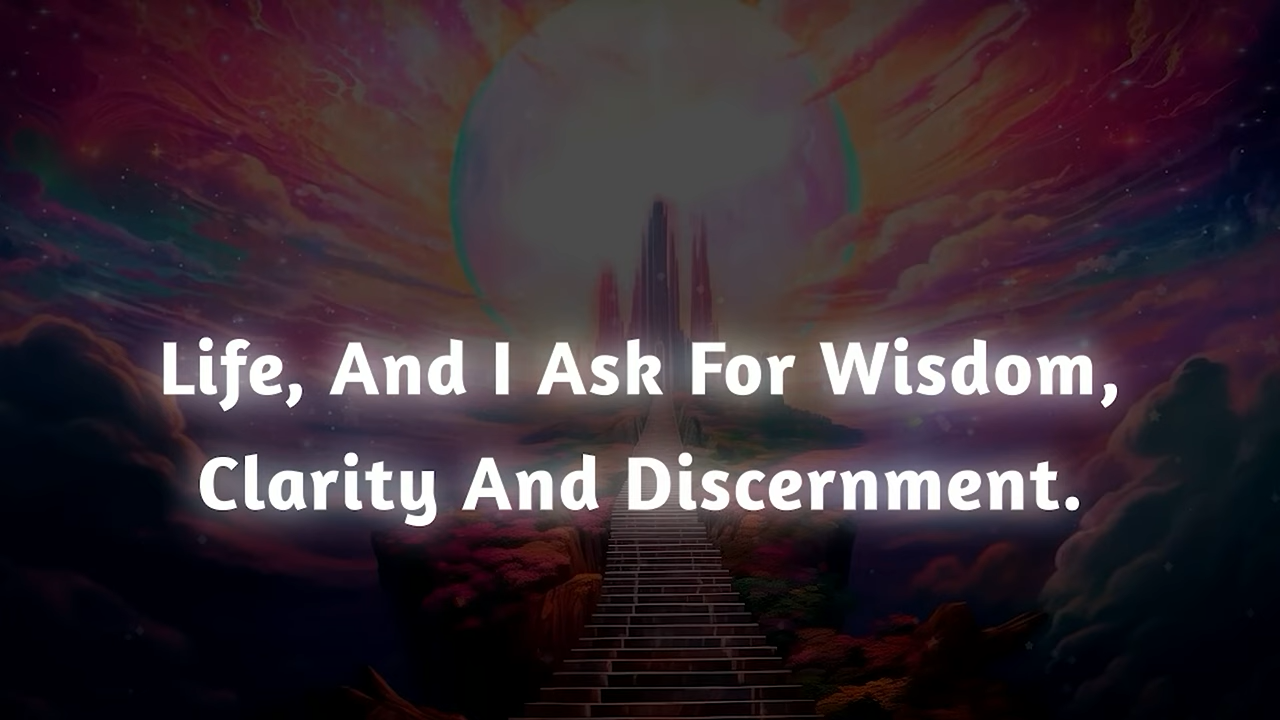 Life, And I Ask For Wisdom,
Clarity And Discernment.